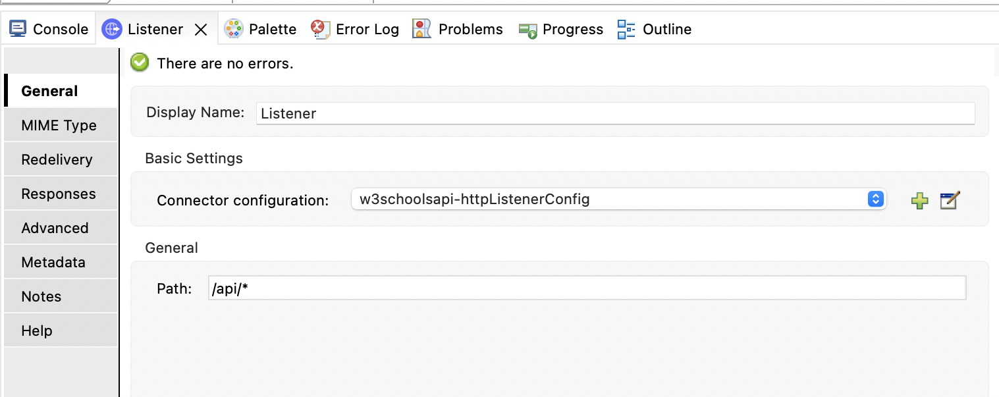 Console Listener Palette Error Log Problems Progress Outline
There are no errors.
General
MIME Type
Redelivery
Responses
Advanced
Metadata
Notes
Help
Display Name: Listener
Basic Settings
Connector configuration: w3schoolsapi-httpListenerConfig
General
Path: /api/*